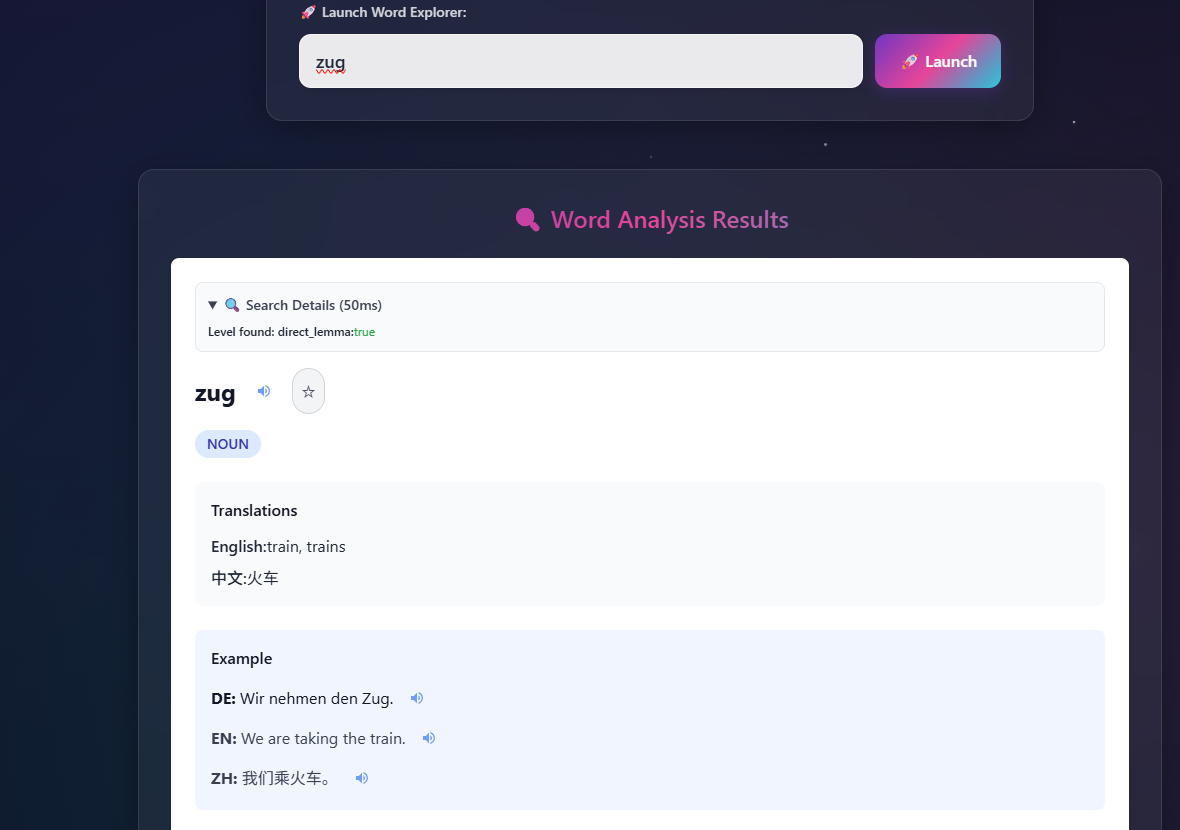 🚀 Launch Word Explorer:
zug
🚀 Launch
🔍 Word Analysis Results
▼ 🔍 Search Details (50ms)
Level found: direct_lemma:true
zug
NOUN
Translations
English:train, trains
中文:火车
Example
DE: Wir nehmen den Zug.
EN: We are taking the train.
ZH: 我们乘火车。